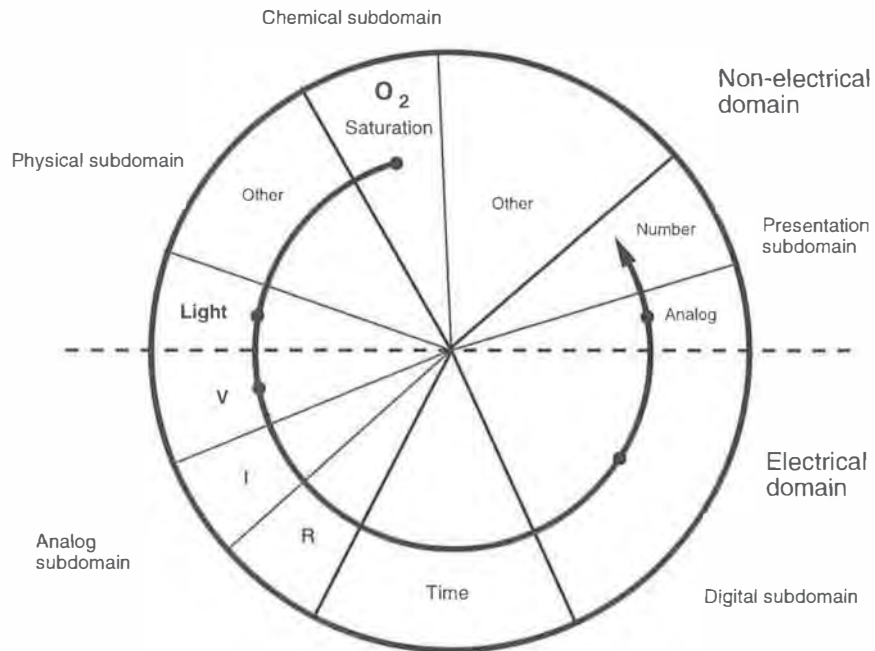 Chemical subdomain
Non-electrical
domain
O2
Saturation
Physical subdomain
Other
Other
Number
Presentation
subdomain
Light
Analog
V
I
Electrical
domain
R
Analog
subdomain
Time
Digital subdomain